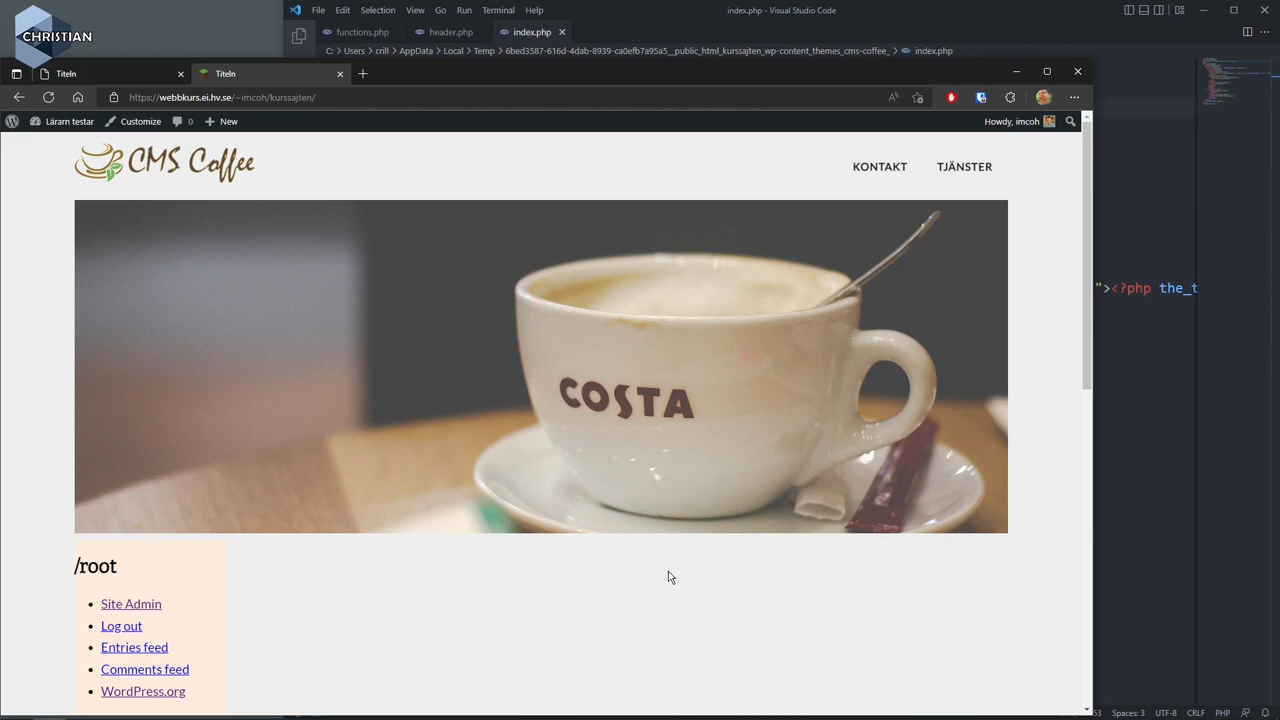 CHRISTIAN
File Edit Selection View Go Run Terminal Help
index.php - Visual Studio Code
functions.php header.php index.php
C: > Users > crill > AppData > Local > Temp > 6bed3587-616d-4dab-8939-ca0efb7a95a5__public_html_kurssajten_wp-content_themes_cms-coffee_ > index.php
Titeln
Titeln
https://webbkurs.ei.hv.se/~imcoh/kurssajten/
Lärarn testar Customize 0 New
Howdy, imcoh
CMS Coffee
KONTAKT TJÄNSTER
"><?php the_t
COSTA
/root
Site Admin
Log out
Entries feed
Comments feed
WordPress.org
53 Spaces: 3 UTF-8 CRLF PHP